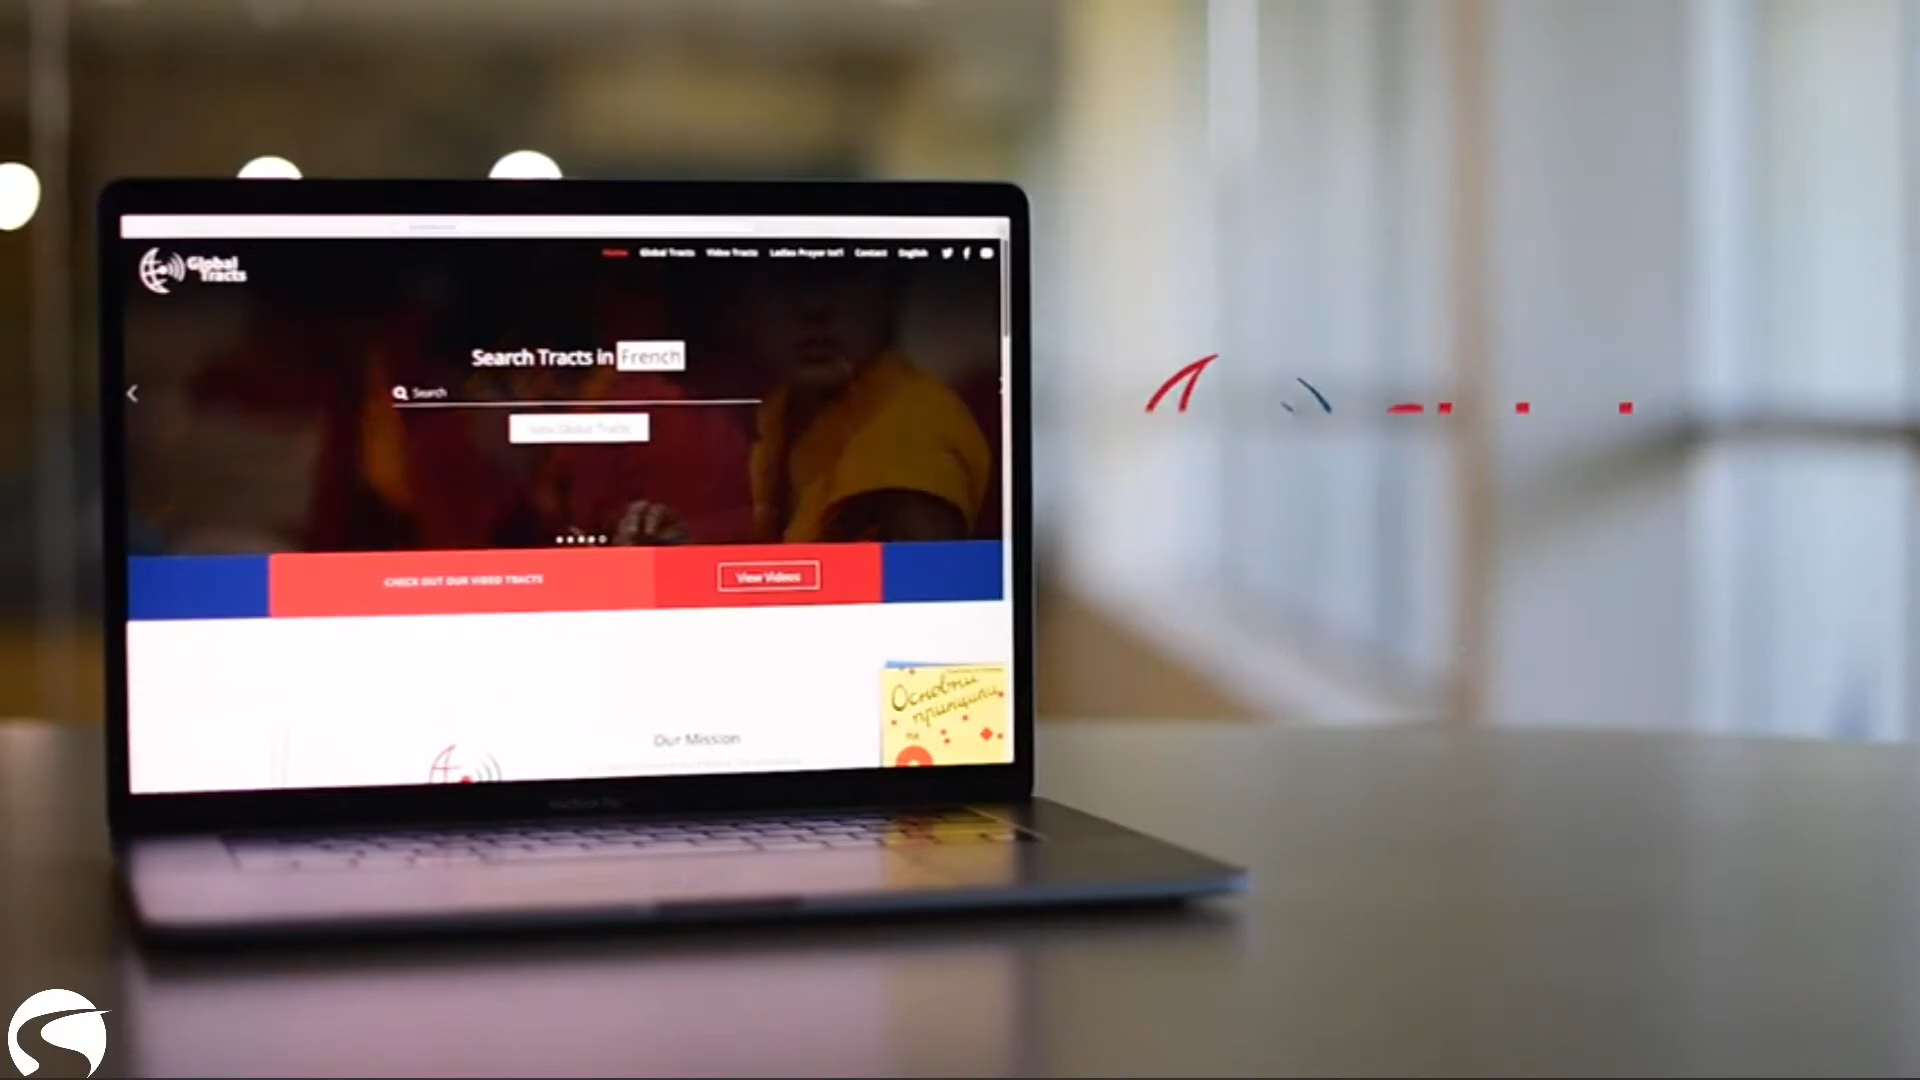 Global
Tracts
Home Global Tracts Video Tracts Ladies Prayer Int'l Contact English
Search Tracts in French
Search
View Global Tracts
CHECK OUT OUR VIDEO TRACTS
View Videos
Основни
принципи
на
Our Mission
MacBook Pro